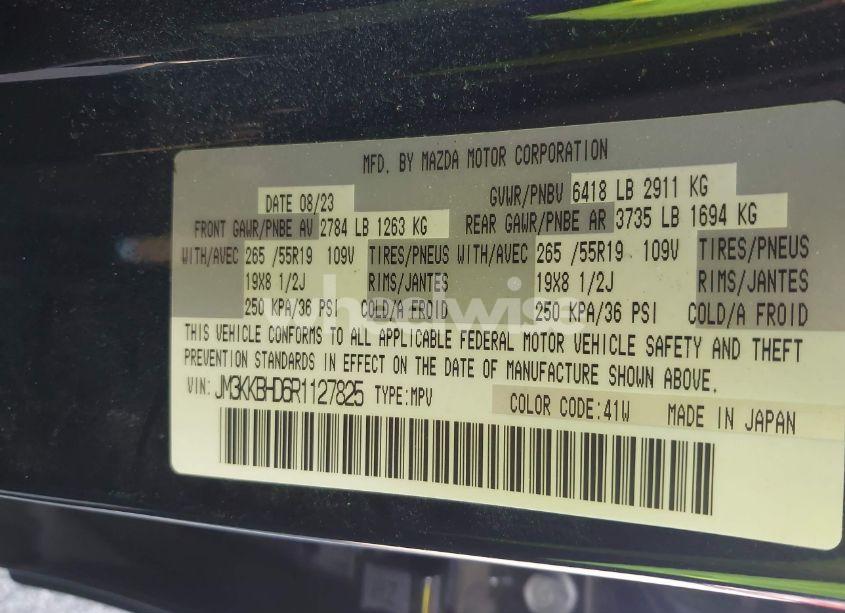 MFD. BY MAZDA MOTOR CORPORATION
DATE 08/23 GVWR/PNBV 6418 LB 2911 KG
FRONT GAWR/PNBE AV 2784 LB 1263 KG REAR GAWR/PNBE AR 3735 LB 1694 KG
WITH/AVEC 265 /55R19 109V TIRES/PNEUS WITH/AVEC 265 /55R19 109V TIRES/PNEUS
19X8 1/2J RIMS/JANTES 19X8 1/2J RIMS/JANTES
250 KPA/36 PSI COLD/A FROID 250 KPA/36 PSI COLD/A FROID
wheelwise
THIS VEHICLE CONFORMS TO ALL APPLICABLE FEDERAL MOTOR VEHICLE SAFETY AND THEFT
PREVENTION STANDARDS IN EFFECT ON THE DATE OF MANUFACTURE SHOWN ABOVE.
VIN: JM3KKBHD6R1127825 TYPE:MPV COLOR CODE:41W MADE IN JAPAN